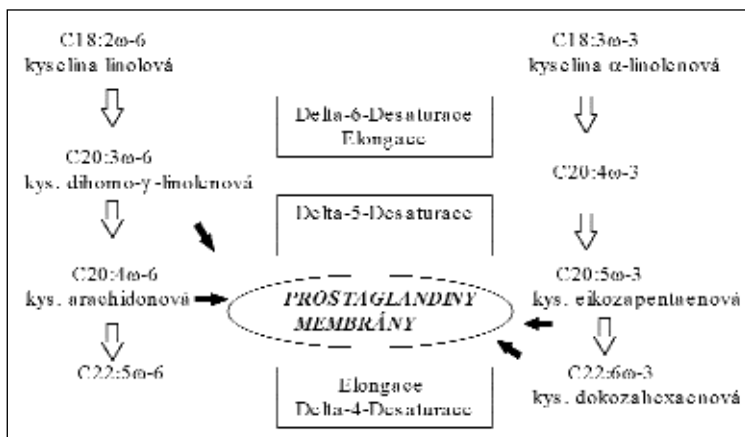 C18:2ω-6
kyselina linolová
C20:3ω-6
kys. dihomo-γ-linolenová
C20:4ω-6
kys. arachidonová
C22:5ω-6
Delta-6-Desaturace
Elongace
Delta-5-Desaturace
PROSTAGLANDINY
MEMBRÁNY
Elongace
Delta-4-Desaturace
C18:3ω-3
kyselina α-linolenová
C20:4ω-3
C20:5ω-3
kys. eikozapentaenová
C22:6ω-3
kys. dokozahexaenová